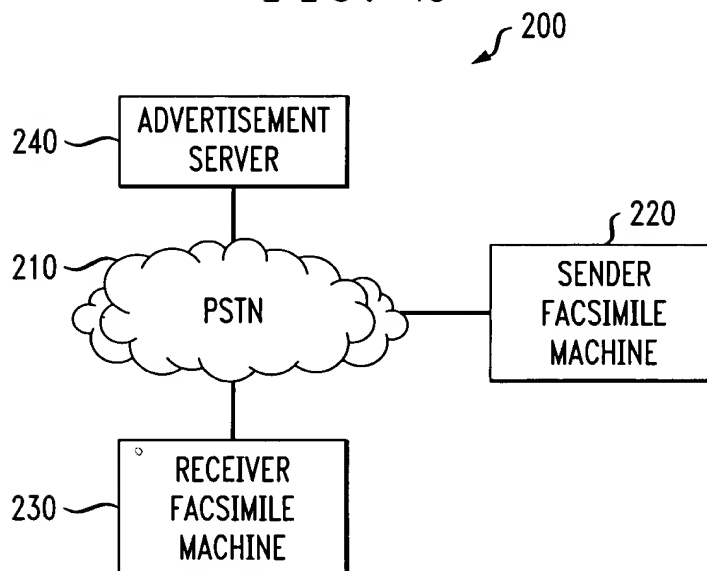 200
ADVERTISEMENT
SERVER
240
220
210
PSTN
SENDER
FACSIMILE
MACHINE
RECEIVER
FACSIMILE
MACHINE
230